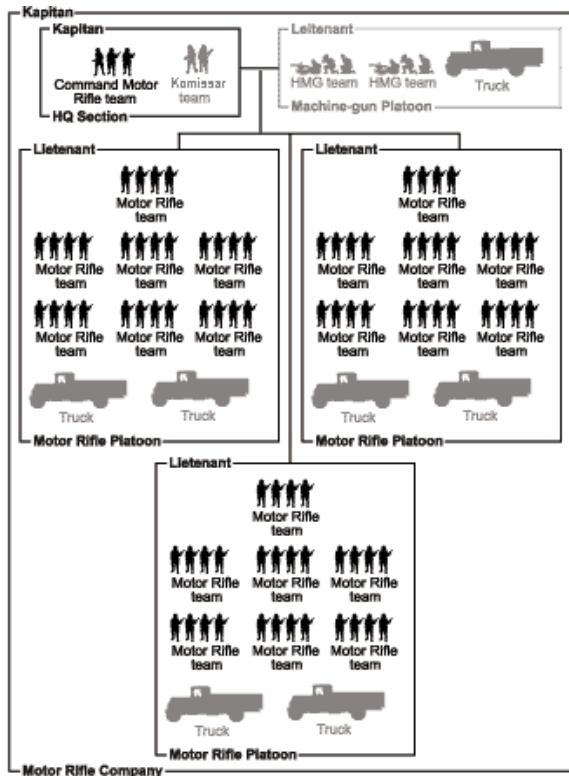 Kapitan
Kapitan
Command Motor
Rifle team
Komissar
team
HQ Section
Leitenant
HMG team
HMG team
Truck
Machine-gun Platoon
Lietenant
Motor Rifle
team
Motor Rifle
team
Motor Rifle
team
Motor Rifle
team
Motor Rifle
team
Motor Rifle
team
Motor Rifle
team
Truck
Truck
Motor Rifle Platoon
Lietenant
Motor Rifle
team
Motor Rifle
team
Motor Rifle
team
Motor Rifle
team
Motor Rifle
team
Motor Rifle
team
Motor Rifle
team
Truck
Truck
Motor Rifle Platoon
Lietenant
Motor Rifle
team
Motor Rifle
team
Motor Rifle
team
Motor Rifle
team
Motor Rifle
team
Motor Rifle
team
Motor Rifle
team
Truck
Truck
Motor Rifle Platoon
Motor Rifle Company